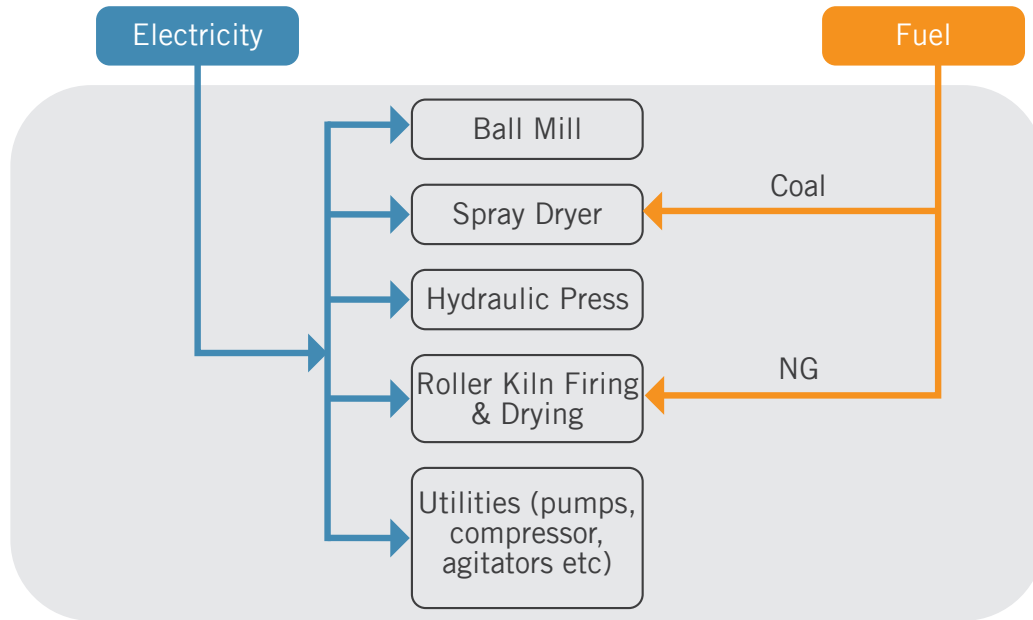 Electricity
Fuel
Ball Mill
Coal
Spray Dryer
Hydraulic Press
NG
Roller Kiln Firing
& Drying
Utilities (pumps,
compressor,
agitators etc)